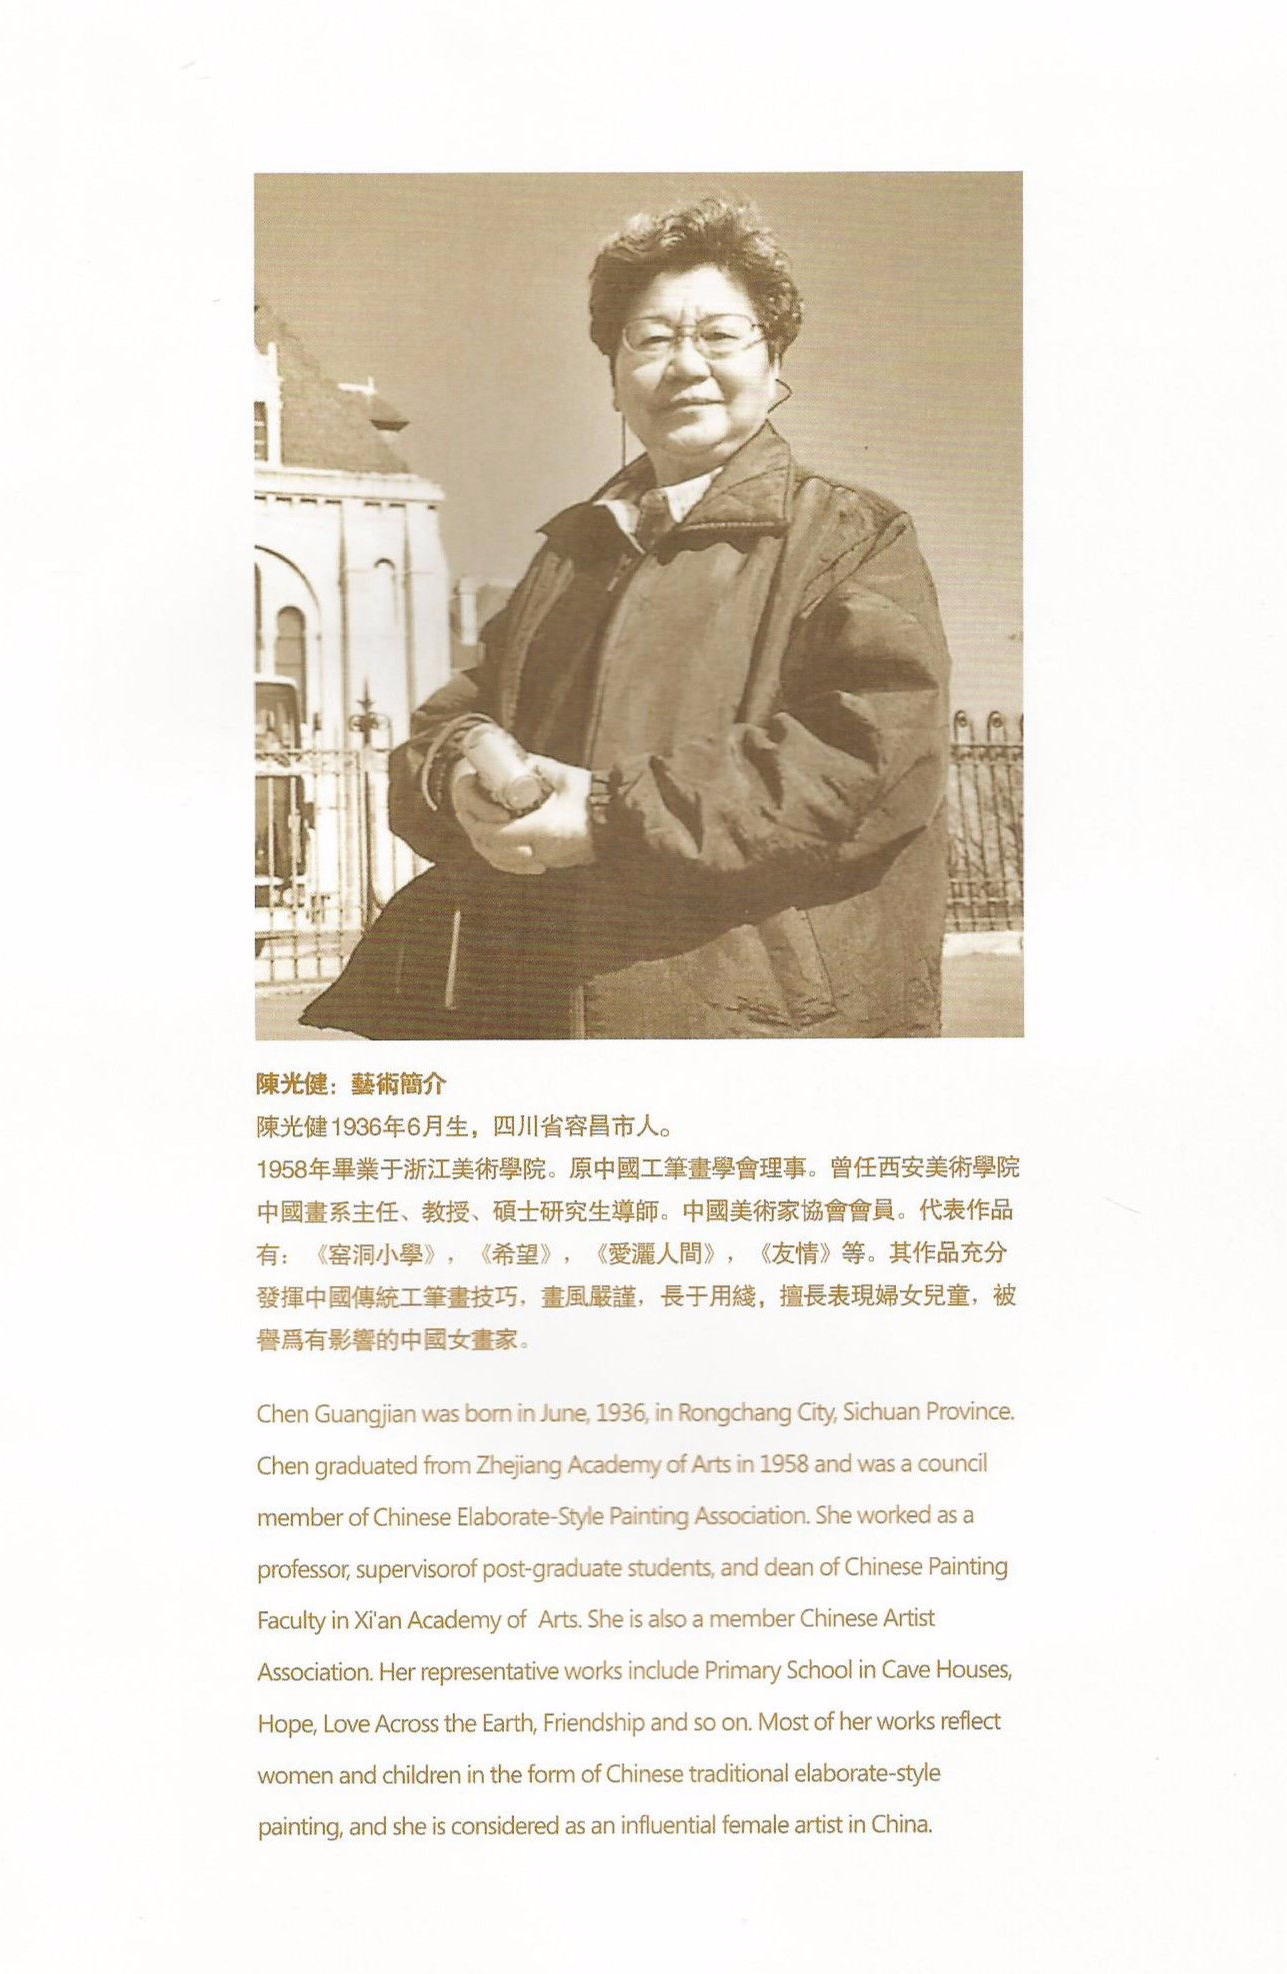 陳光健：藝術簡介
陳光健1936年6月生，四川省容昌市人。
1958年畢業于浙江美術學院。原中國工筆畫學會理事。曾任西安美術學院
中國畫系主任、教授、碩士研究生導師。中國美術家協會會員。代表作品
有：《窑洞小學》，《希望》，《愛灑人間》，《友情》等。其作品充分
發揮中國傳統工筆畫技巧，畫風嚴謹，長于用綫，擅長表現婦女兒童，被
譽爲有影響的中國女畫家。
Chen Guangjian was born in June, 1936, in Rongchang City, Sichuan Province.
Chen graduated from Zhejiang Academy of Arts in 1958 and was a council
member of Chinese Elaborate-Style Painting Association. She worked as a
professor, supervisorof post-graduate students, and dean of Chinese Painting
Faculty in Xi'an Academy of  Arts. She is also a member Chinese Artist
Association. Her representative works include Primary School in Cave Houses,
Hope, Love Across the Earth, Friendship and so on. Most of her works reflect
women and children in the form of Chinese traditional elaborate-style
painting, and she is considered as an influential female artist in China.